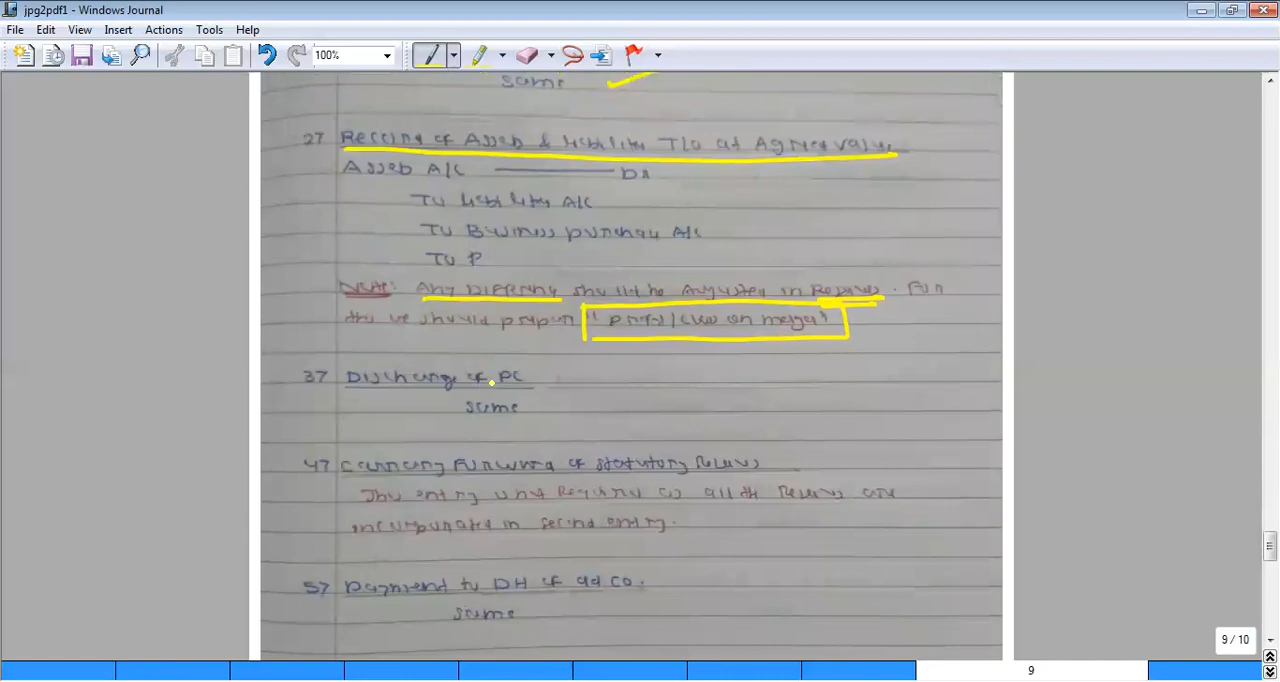 jpg2pdf1 - Windows Journal
File Edit View Insert Actions Tools Help
100%
same
27 Record of Assets & liability T/o at Agreed value
Assets A/C Dr
To liability A/C
To Business purchase A/C
To P
Note: Any Difference should be Adjusted in Reserves. For
this we should prepare "profit/loss on merger"
37 Discharge of PC
same
47 Carrying Forward of Statutory Reserves
This entry is not Required as all the Reserves are
incorporated in second entry.
57 Payment to DH of old co.
same
9 / 10
9